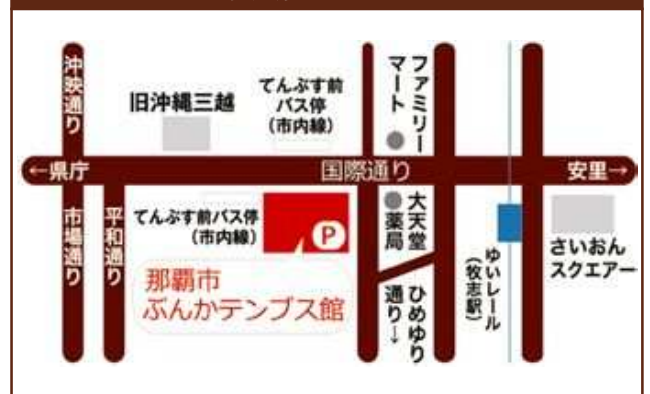 沖映通り
旧沖縄三越
てんぶす前
バス停
(市内線)
ファミリー
マート
←県庁
国際通り
安里→
市場通り
平和通り
てんぶす前バス停
(市内線)
P
大天堂
薬局
ゆいレール
(牧志駅)
さいおん
スクエアー
那覇市
ぶんかテンブス館
ひめゆり
通り→